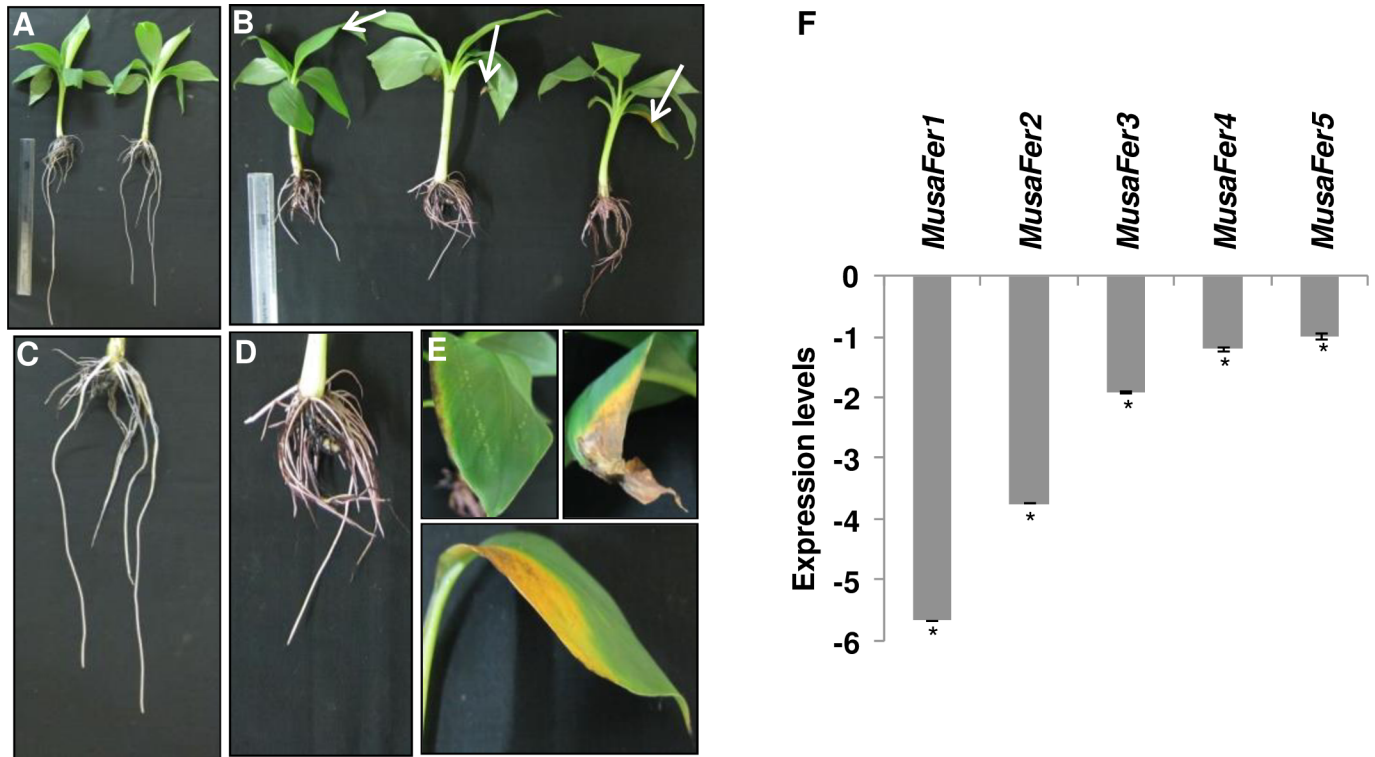 A
B
F
MusaFer1
MusaFer2
MusaFer3
MusaFer4
MusaFer5
0
-1
-2
-3
-4
-5
-6
Expression levels
*
*
*
*
*
C
D
E